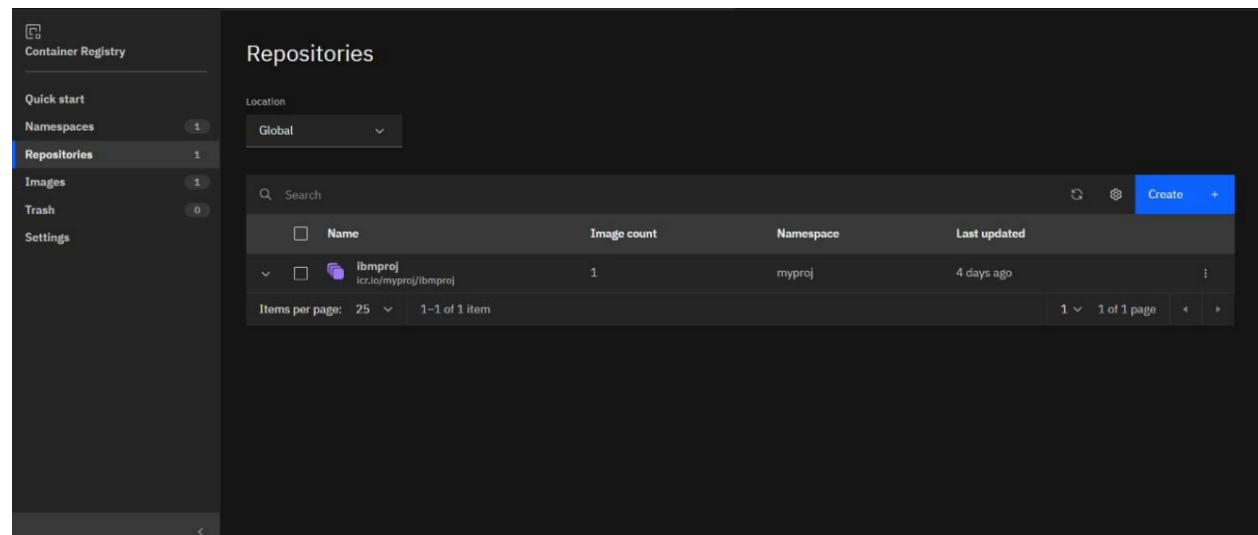 Container Registry
Quick start
Namespaces 1
Repositories 1
Images 1
Trash 0
Settings
Repositories
Location
Global
Search
Create +
Name Image count Namespace Last updated
ibmproj 1 myproj 4 days ago
icr.io/myproj/ibmproj
Items per page: 25 1–1 of 1 item 1 1 of 1 page